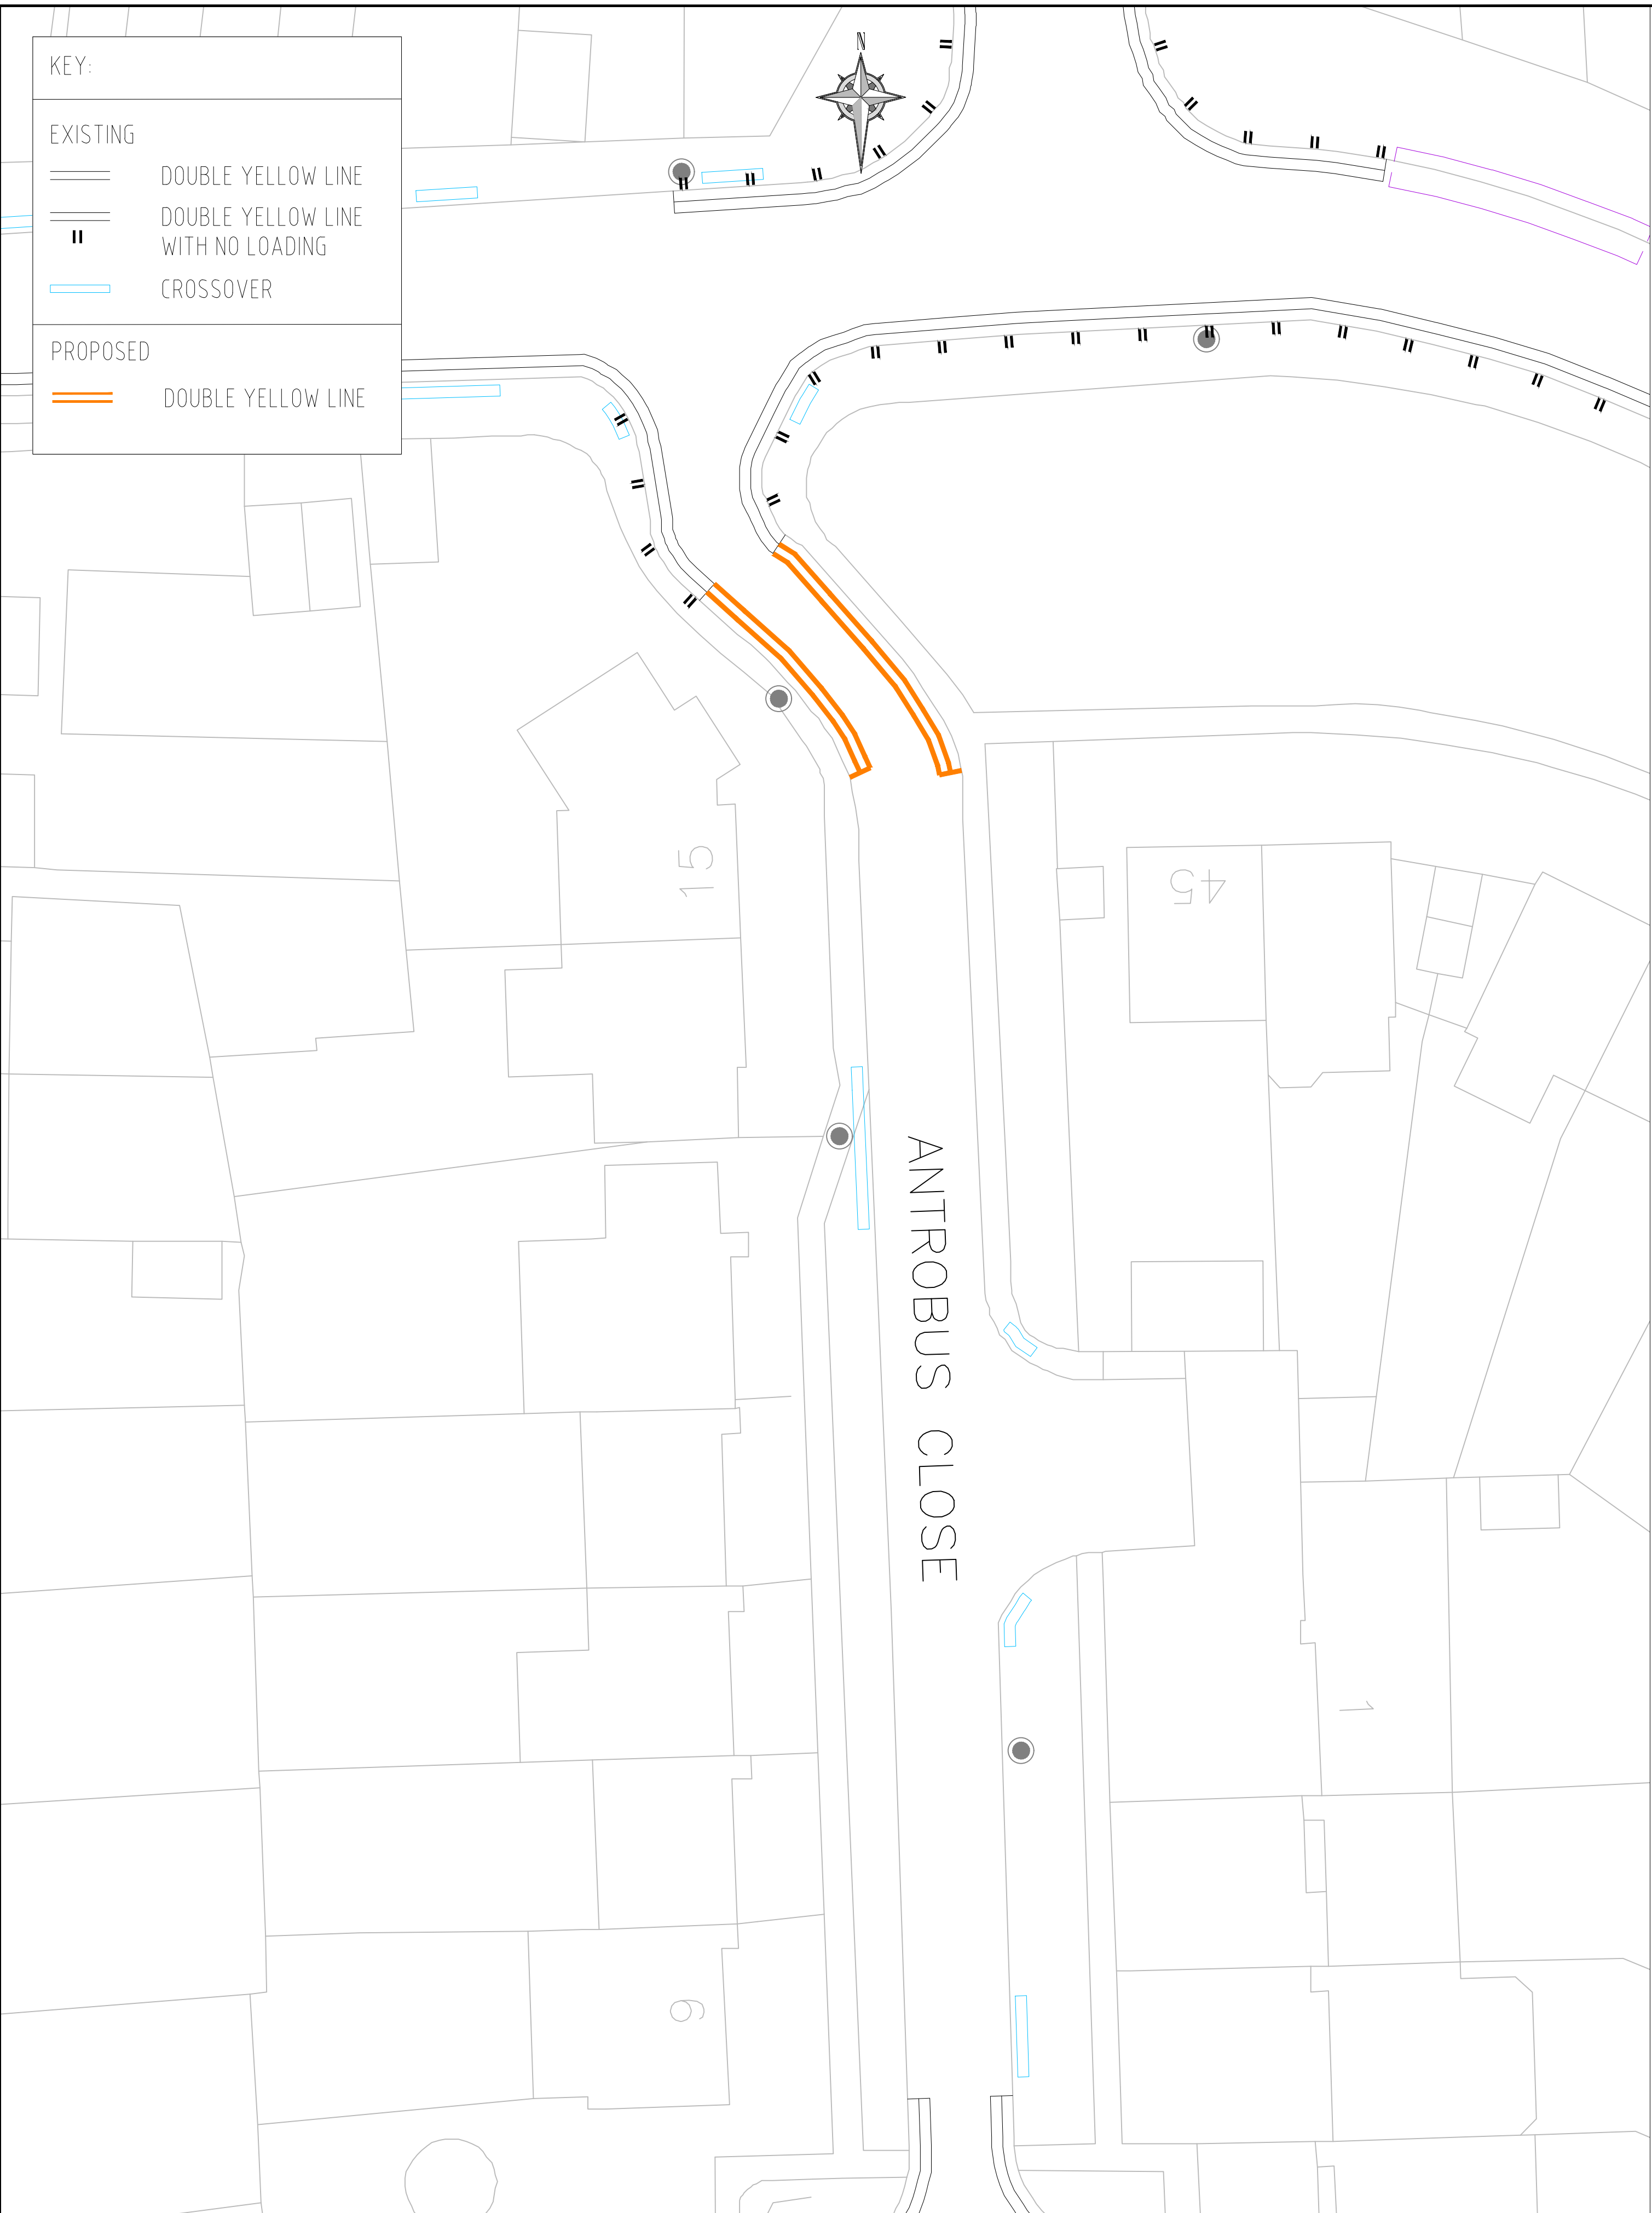 N
KEY:
EXISTING
DOUBLE YELLOW LINE
DOUBLE YELLOW LINE
WITH NO LOADING
CROSSOVER
PROPOSED
DOUBLE YELLOW LINE
15
45
ANTROBUS CLOSE
1
9